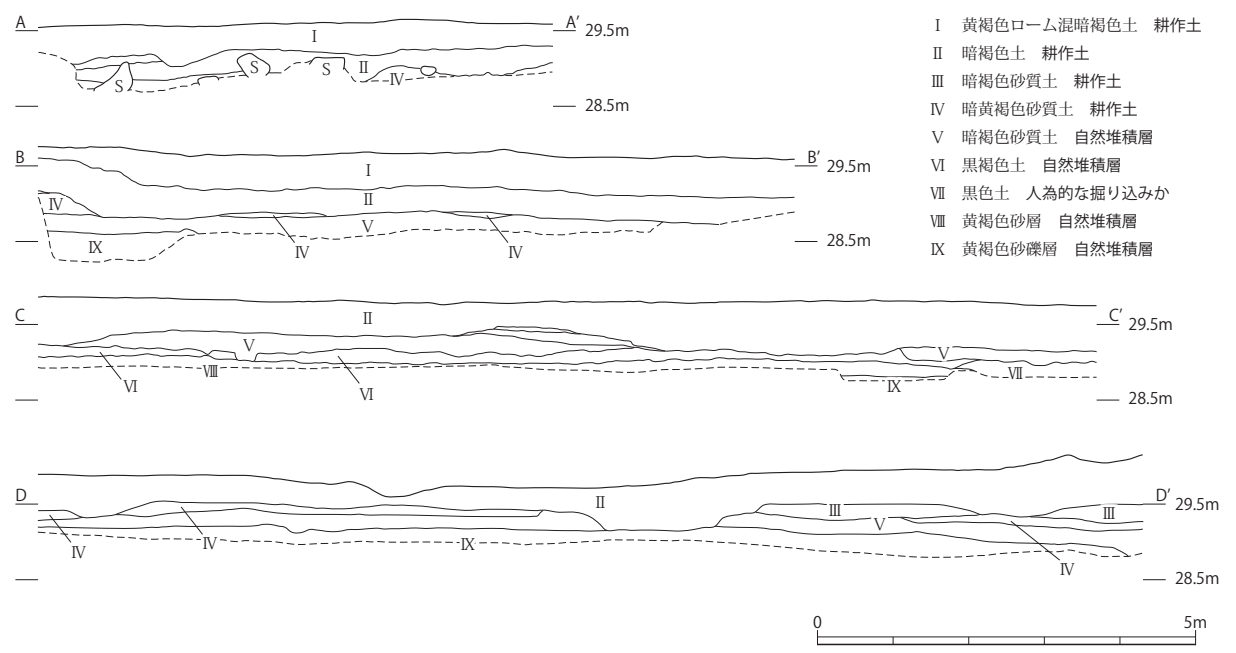 A A′ 29.5m
I
S S S II IV
28.5m
B B′ 29.5m
I
IV II
V
IX IV IV 28.5m
C C′ 29.5m
II
V V
VI VIII VI IX VII
28.5m
D D′ 29.5m
II
III III
V
IV IV IX IV
28.5m
I 黄褐色ローム混暗褐色土 耕作土
II 暗褐色土 耕作土
III 暗褐色砂質土 耕作土
IV 暗黄褐色砂質土 耕作土
V 暗褐色砂質土 自然堆積層
VI 黒褐色土 自然堆積層
VII 黒色土 人為的な掘り込みか
VIII 黄褐色砂層 自然堆積層
IX 黄褐色砂礫層 自然堆積層
0 5m